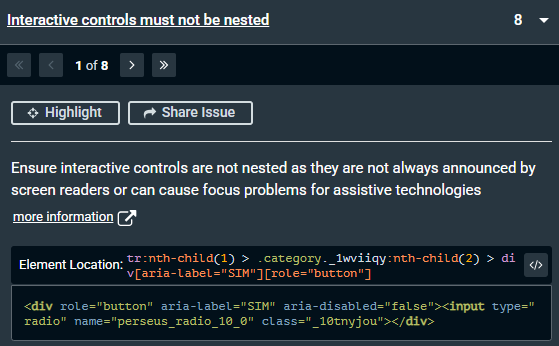 Interactive controls must not be nested 8
1 of 8
Highlight Share Issue
Ensure interactive controls are not nested as they are not always announced by
screen readers or can cause focus problems for assistive technologies
more information
Element Location: tr:nth-child(1) > .category._1wviiqy:nth-child(2) > di
v[aria-label="SIM"][role="button"]
<div role="button" aria-label="SIM" aria-disabled="false"><input type="
radio" name="perseus_radio_10_0" class="_10tnyjou"></div>